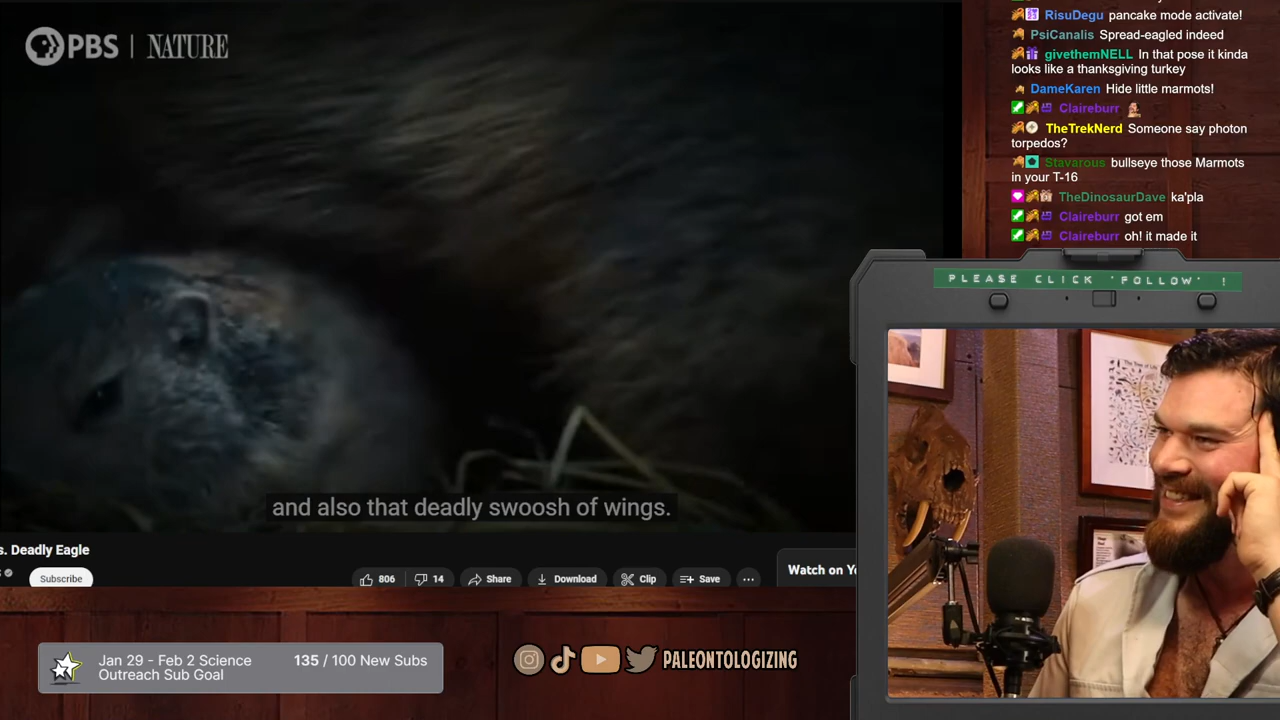 PBS | NATURE
RisuDegu pancake mode activate!
PsiCanalis Spread-eagled indeed
givethemNELL In that pose it kinda
looks like a thanksgiving turkey
DameKaren Hide little marmots!
Claireburr
TheTrekNerd Someone say photon
torpedos?
Stavarous bullseye those Marmots
in your T-16
TheDinosaurDave ka'pla
Claireburr got em
Claireburr oh! it made it
PLEASE CLICK 'FOLLOW' !
and also that deadly swoosh of wings.
s. Deadly Eagle
Subscribe
806
14
Share
Download
Clip
Save
Watch on Yo
Jan 29 - Feb 2 Science
Outreach Sub Goal
135 / 100 New Subs
PALEONTOLOGIZING